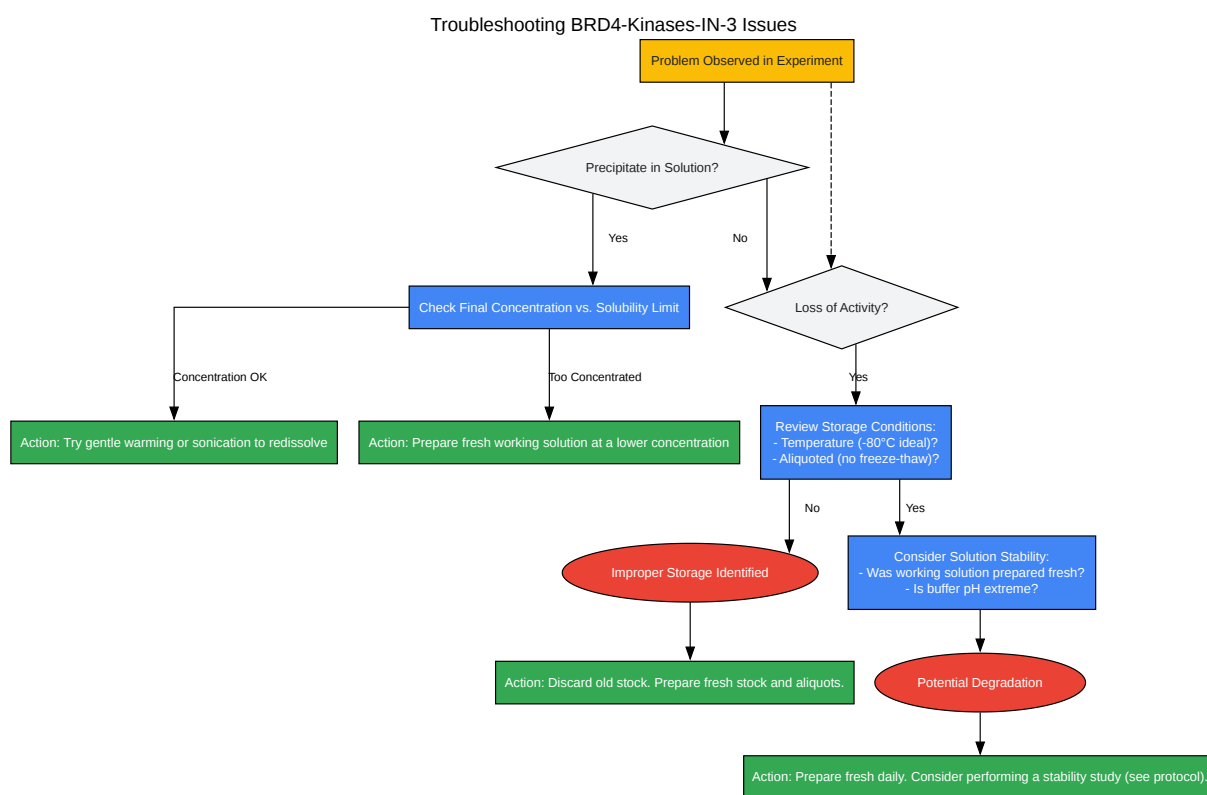 Troubleshooting BRD4-Kinases-IN-3 Issues
Problem Observed in Experiment
Precipitate in Solution?
Yes
No
Check Final Concentration vs. Solubility Limit
Loss of Activity?
Concentration OK
Too Concentrated
Yes
Action: Try gentle warming or sonication to redissolve
Action: Prepare fresh working solution at a lower concentration
Review Storage Conditions:
- Temperature (-80°C ideal)?
- Aliquoted (no freeze-thaw)?
No
Yes
Improper Storage Identified
Consider Solution Stability:
- Was working solution prepared fresh?
- Is buffer pH extreme?
Action: Discard old stock. Prepare fresh stock and aliquots.
Potential Degradation
Action: Prepare fresh daily. Consider performing a stability study (see protocol).